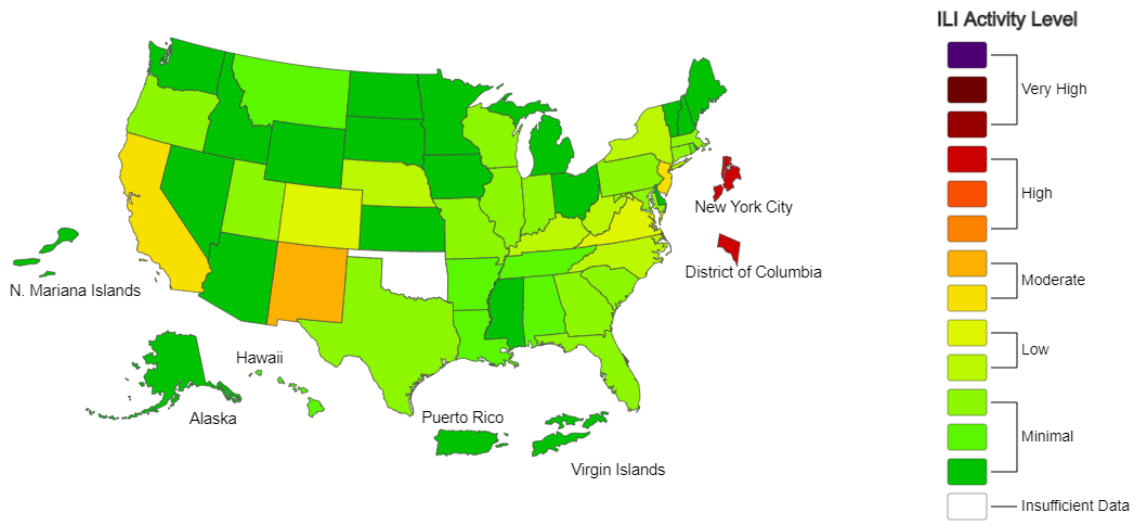 ILI Activity Level
Very High
High
Moderate
Low
Minimal
Insufficient Data
New York City
District of Columbia
N. Mariana Islands
Hawaii
Alaska
Puerto Rico
Virgin Islands